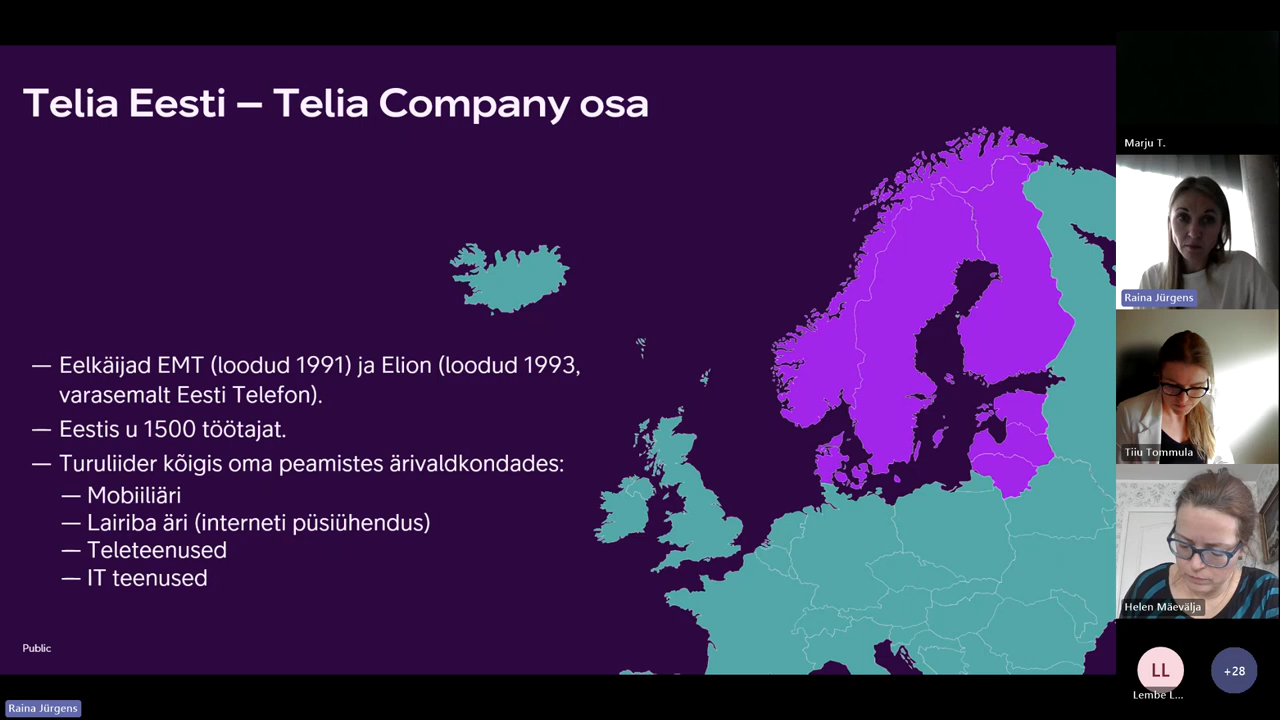 Telia Eesti – Telia Company osa
— Eelkäijad EMT (loodud 1991) ja Elion (loodud 1993,
varasemalt Eesti Telefon).
— Eestis u 1500 töötajat.
— Turuliider kõigis oma peamistes ärivaldkondades:
— Mobiiliäri
— Lairiba äri (interneti püsiühendus)
— Teleteenused
— IT teenused
Public
Raina Jürgens
Marju T.
Raina Jürgens
Tiiu Tommula
Helen Mäevälja
LL
Lembe L...
+28